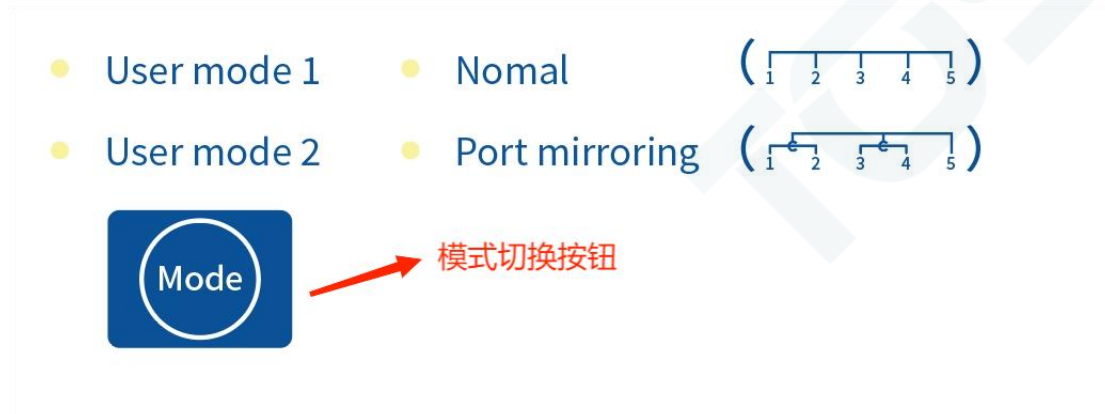 User mode 1 Nomal ( 1 2 3 4 5 )
User mode 2 Port mirroring ( 1 c 2 3 c 4 5 )
Mode
模式切换按钮